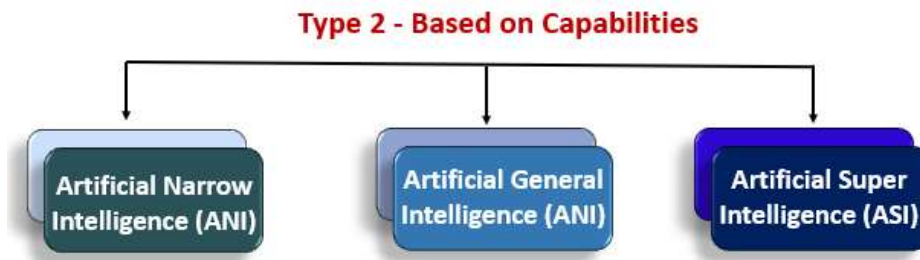 Type 2 - Based on Capabilities
Artificial Narrow
Intelligence (ANI)
Artificial General
Intelligence (ANI)
Artificial Super
Intelligence (ASI)